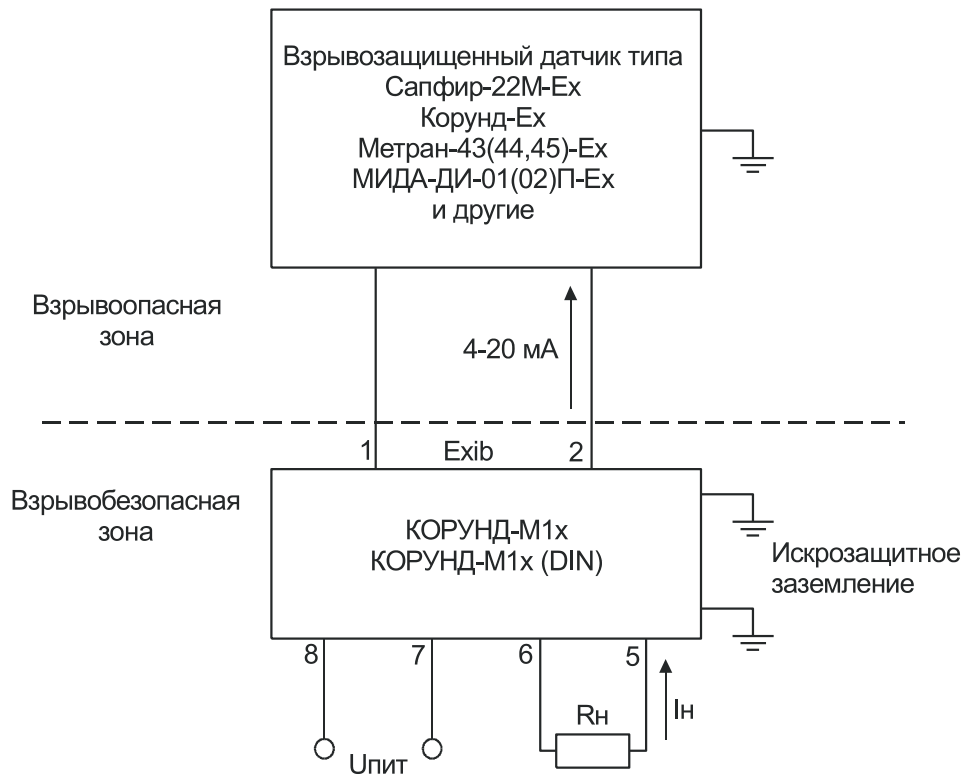 Взрывозащищенный датчик типа
Сапфир-22М-Ех
Корунд-Ех
Метран-43(44,45)-Ех
МИДА-ДИ-01(02)П-Ех
и другие
Взрывоопасная
зона
4-20 мА
1
Exib
2
Взрывобезопасная
зона
КОРУНД-М1х
КОРУНД-М1х (DIN)
Искрозащитное
заземление
8
7
6
5
Rн
Iн
Uпит